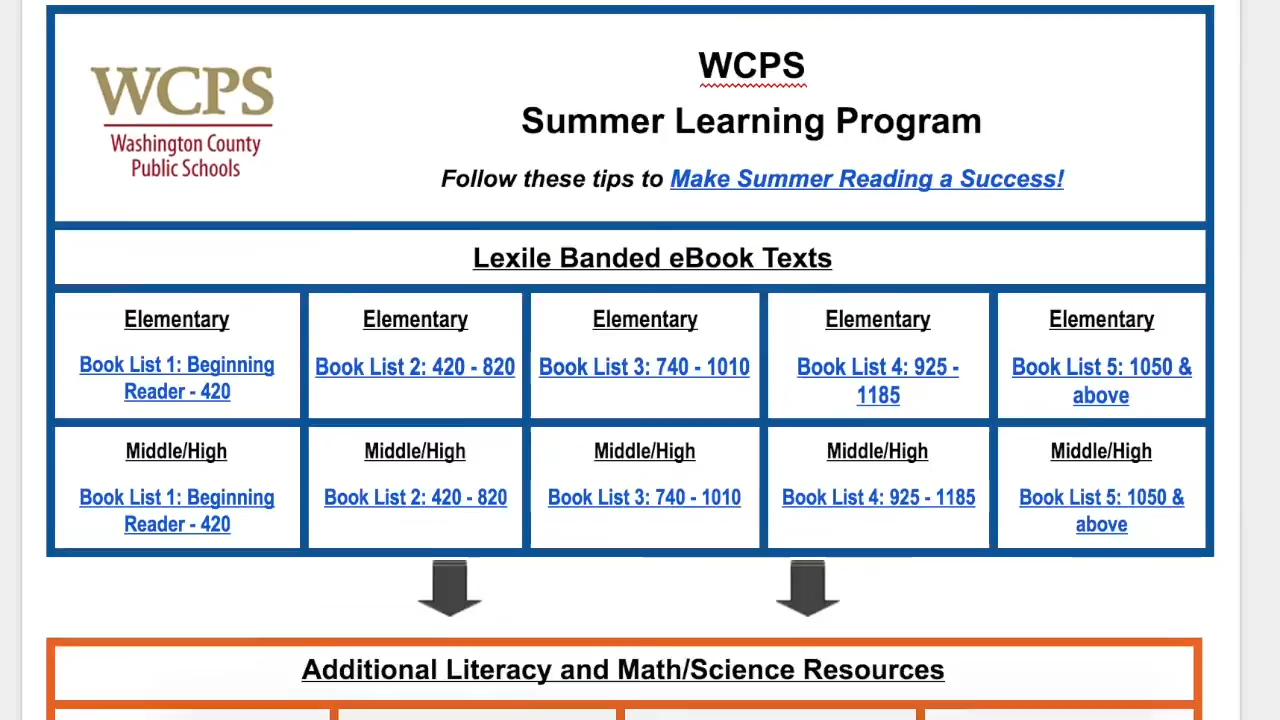 WCPS
Washington County
Public Schools
WCPS
Summer Learning Program
Follow these tips to Make Summer Reading a Success!
Lexile Banded eBook Texts
Elementary
Book List 1: Beginning
Reader - 420
Elementary
Book List 2: 420 - 820
Elementary
Book List 3: 740 - 1010
Elementary
Book List 4: 925 -
1185
Elementary
Book List 5: 1050 &
above
Middle/High
Book List 1: Beginning
Reader - 420
Middle/High
Book List 2: 420 - 820
Middle/High
Book List 3: 740 - 1010
Middle/High
Book List 4: 925 - 1185
Middle/High
Book List 5: 1050 &
above
Additional Literacy and Math/Science Resources